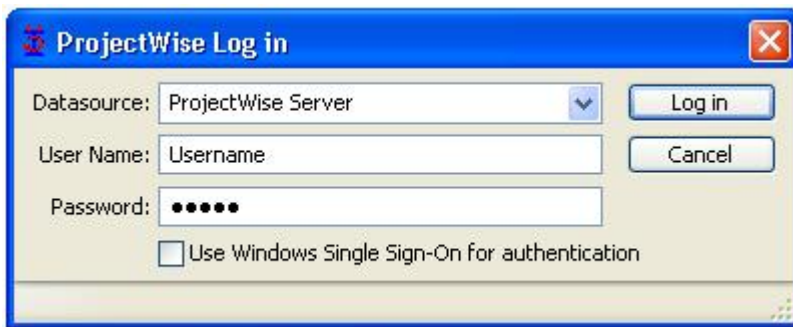 ProjectWise Log in
Datasource: ProjectWise Server Log in
User Name: Username Cancel
Password: •••••
Use Windows Single Sign-On for authentication